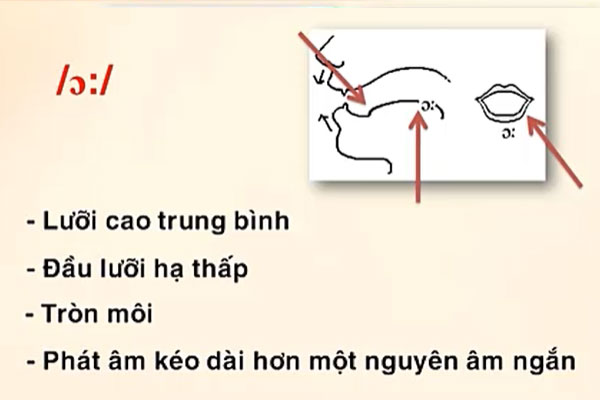 /ɔ:/
ɔ:
ɔ:
- Lưỡi cao trung bình
- Đầu lưỡi hạ thấp
- Tròn môi
- Phát âm kéo dài hơn một nguyên âm ngắn